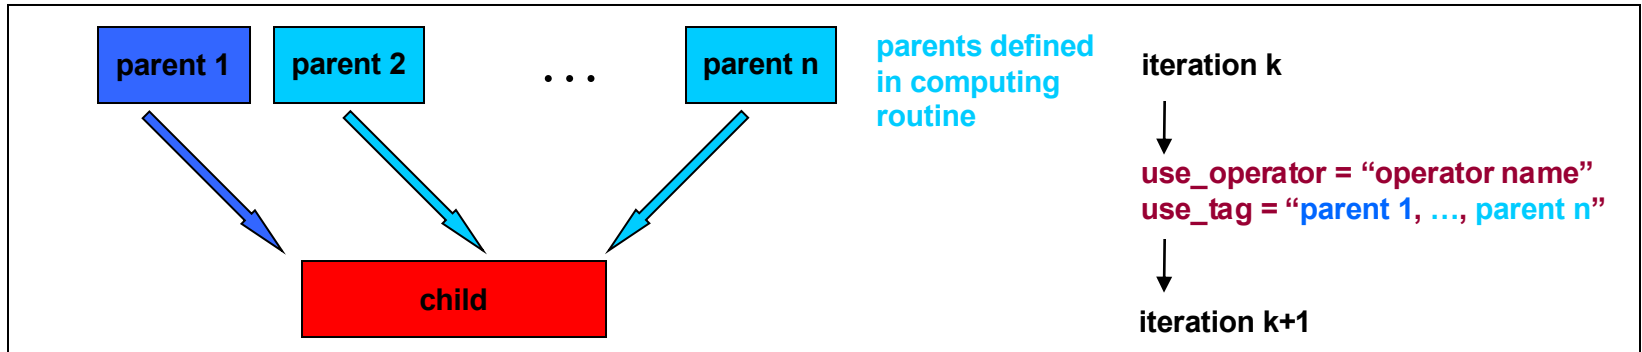 parent 1
parent 2
...
parent n
parents defined
in computing
routine
child
iteration k
use_operator = “operator name”
use_tag = “parent 1, …, parent n”
iteration k+1